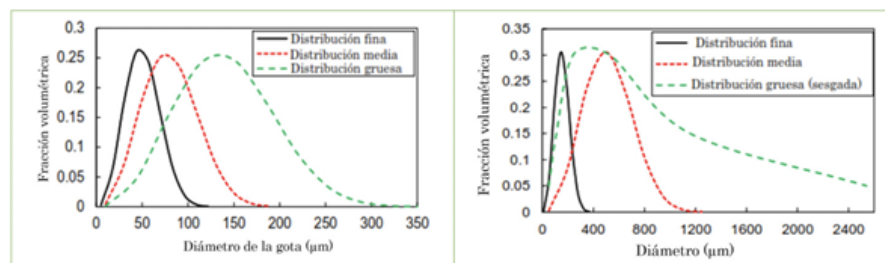 0.3
0.25
0.2
0.15
0.1
0.05
0
Fracción volumétrica
Distribución fina
Distribución media
Distribución gruesa
0 50 100 150 200 250 300 350
Diámetro de la gota (µm)
0.35
0.3
0.25
0.2
0.15
0.1
0.05
0
Fracción volumétrica
Distribución fina
Distribución media
Distribución gruesa (sesgada)
0 400 800 1200 1600 2000 2400
Diámetro (µm)